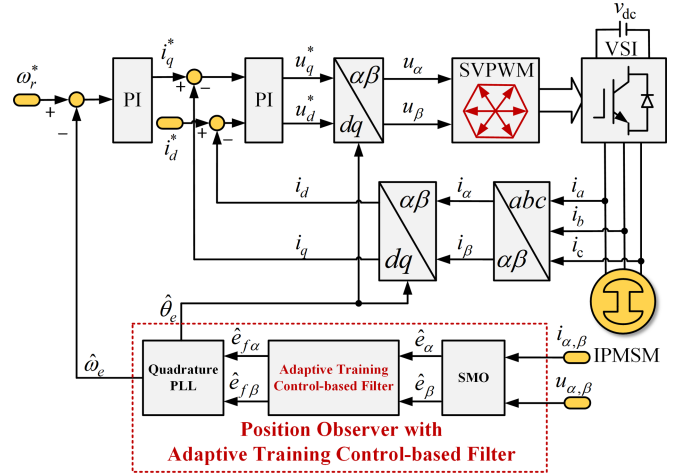 v_dc
VSI
ω_r^*
+
−
PI
i_q^*
+
−
i_d^*
+
−
PI
u_q^*
u_d^*
αβ
dq
u_α
u_β
SVPWM
i_d
i_q
αβ
dq
i_α
i_β
abc
αβ
i_a
i_b
i_c
IPMSM
θ̂_e
ω̂_e
Quadrature
PLL
ê_fα
ê_fβ
Adaptive Training
Control-based Filter
ê_α
ê_β
SMO
i_α,β
u_α,β
Position Observer with
Adaptive Training Control-based Filter